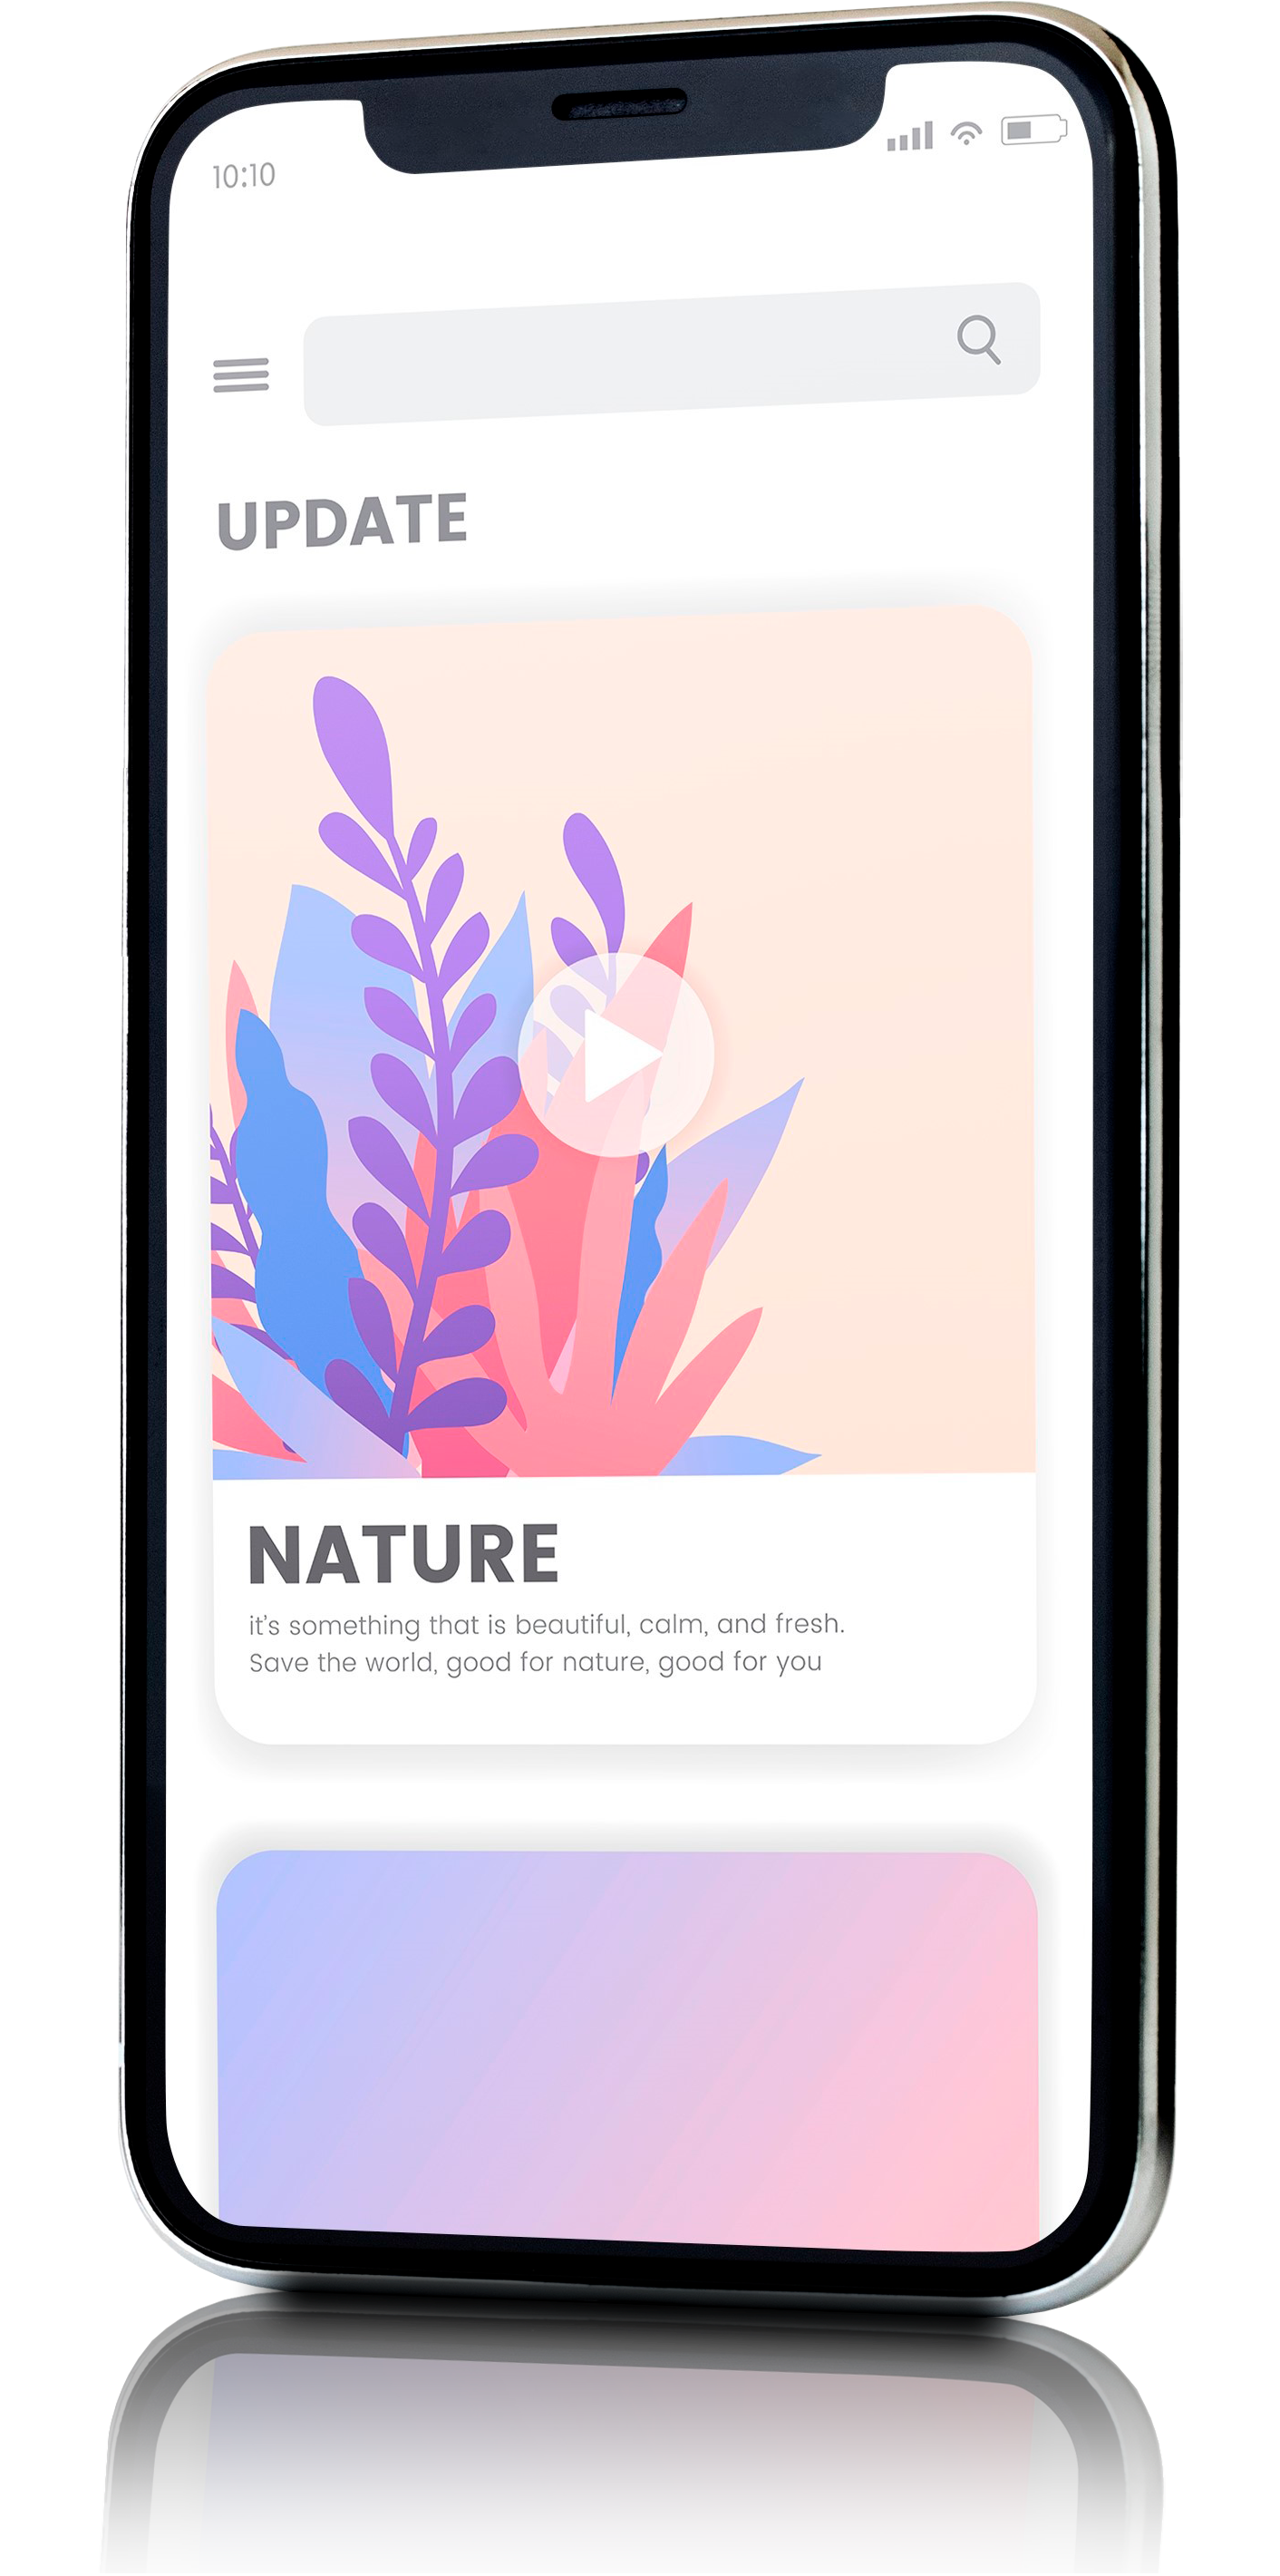 10:10
UPDATE
NATURE
it's something that is beautiful, calm, and fresh.
Save the world, good for nature, good for you